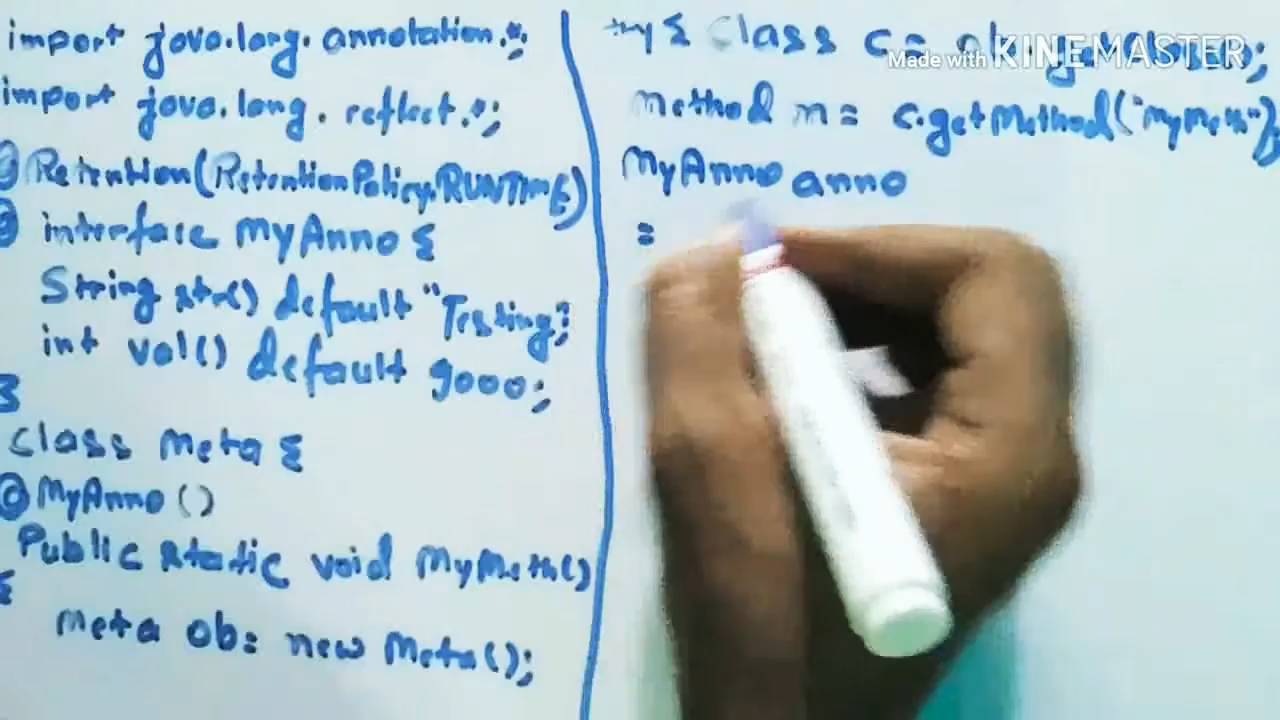 import java.lang.annotation.*;
import java.lang.reflect.*;
@Retention(RetentionPolicy.RUNTIME)
@ interface MyAnno {
String str() default "Testing;
int val() default 9000;
}
Class Meta {
@MyAnno ()
Public static void MyMeth()
{
Meta ob= new Meta();
try { Class c= ob.getClass();
Method m= c.getMethod("MyMeth");
MyAnno anno
=
Made with KINEMASTER